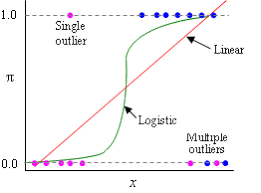 1.0
Single
outlier
Linear
π
Logistic
Multiple
outliers
0.0
x